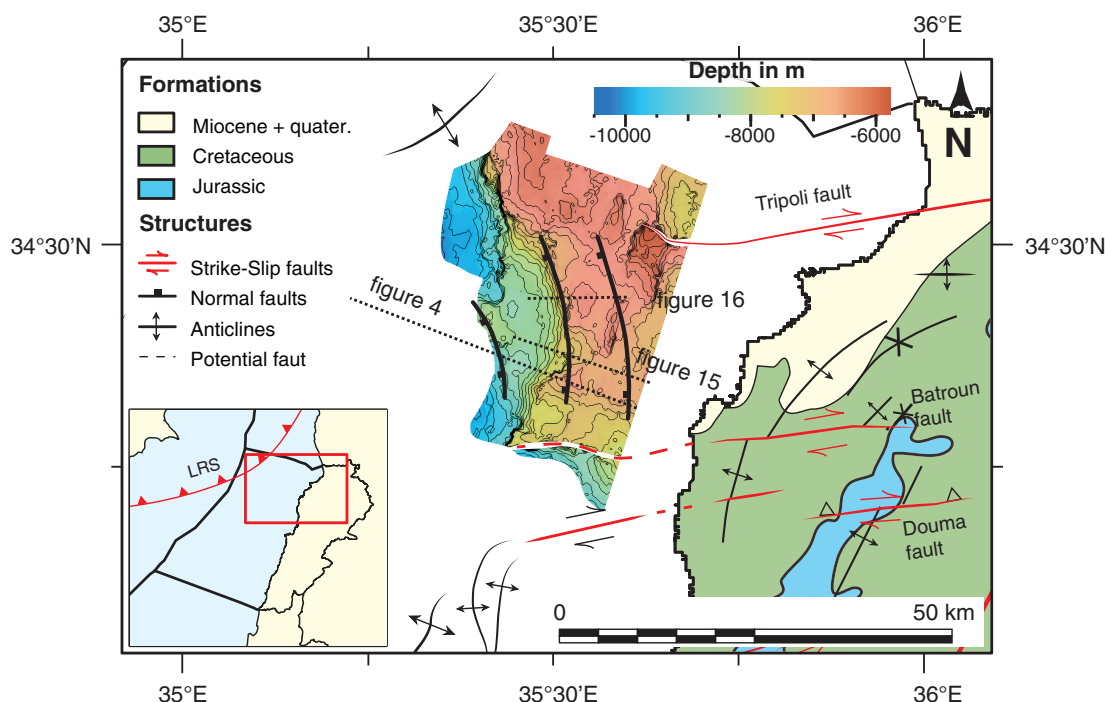 35°E
35°30'E
36°E
Formations
Miocene + quater.
Cretaceous
Jurassic
Structures
Strike-Slip faults
Normal faults
Anticlines
Potential faut
Depth in m
-10000
-8000
-6000
N
34°30'N
34°30'N
Tripoli fault
figure 4
figure 16
figure 15
Batroun
fault
Douma
fault
LRS
0
50 km
35°E
35°30'E
36°E